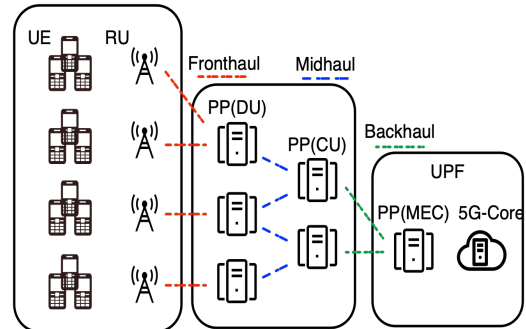 UE RU
Fronthaul
Midhaul
PP(DU)
PP(CU)
Backhaul
UPF
PP(MEC) 5G-Core